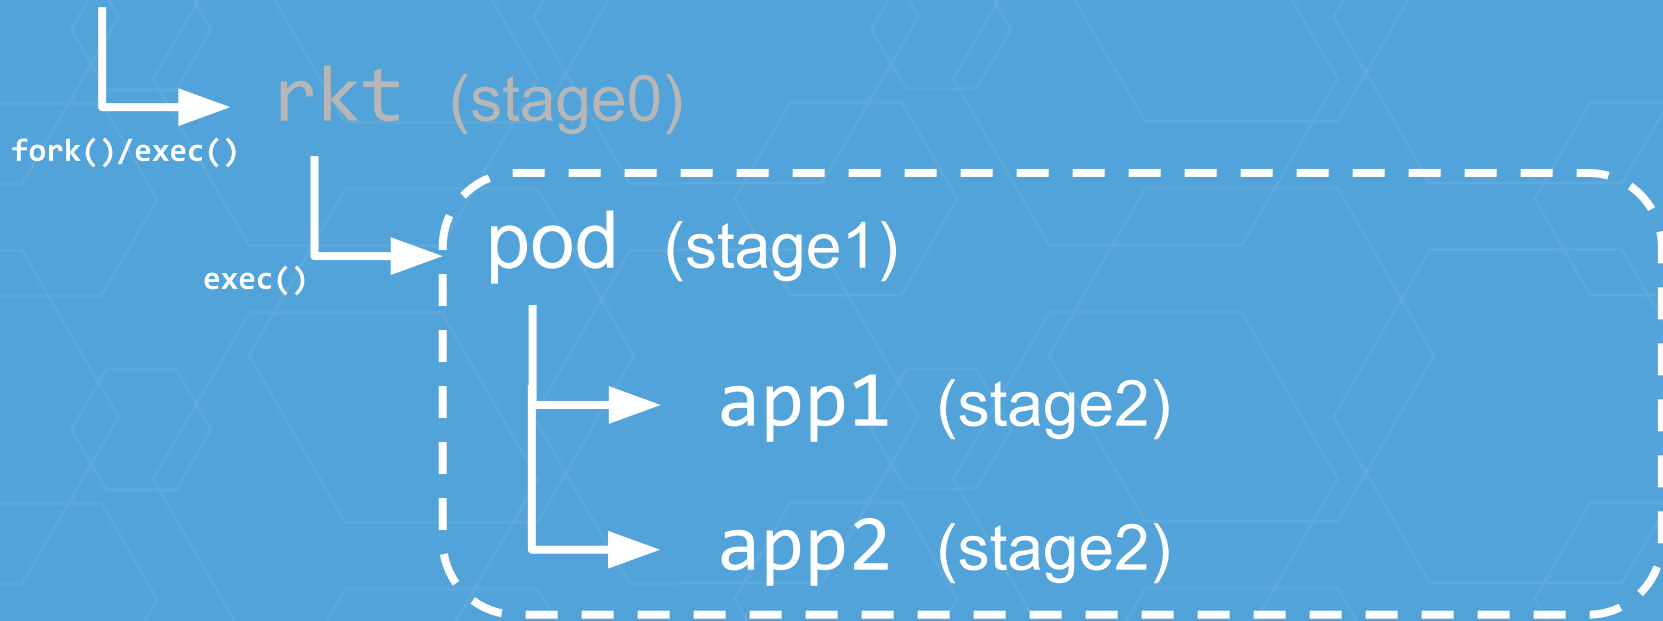 rkt (stage0)
fork()/exec()
pod (stage1)
exec()
app1 (stage2)
app2 (stage2)